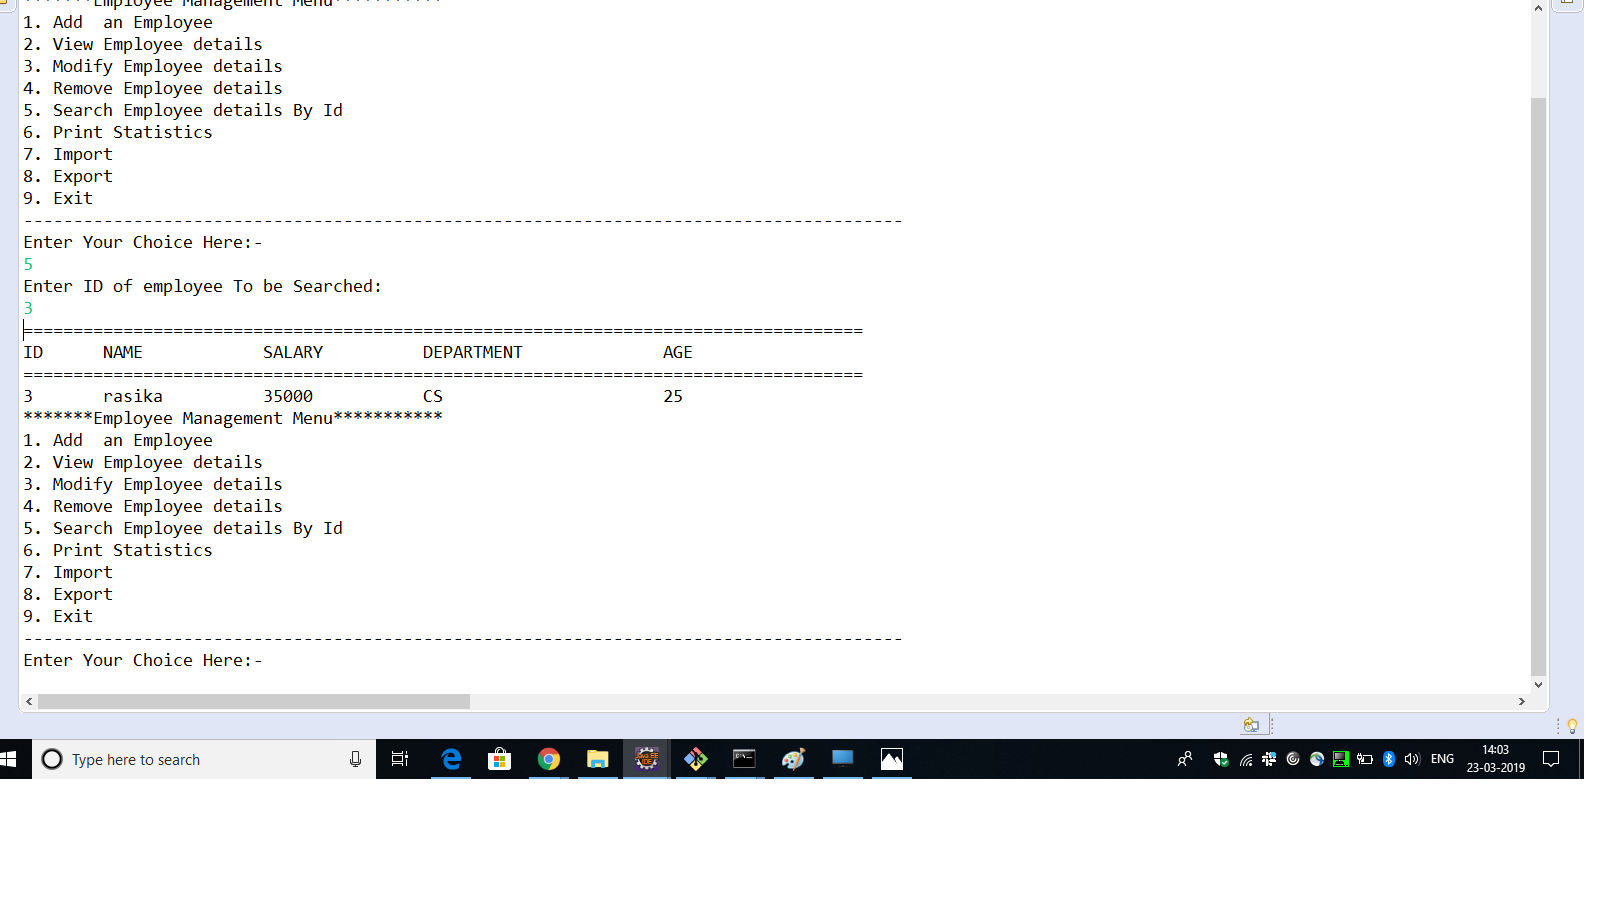 *******Employee Management Menu***********
1. Add  an Employee
2. View Employee details
3. Modify Employee details
4. Remove Employee details
5. Search Employee details By Id
6. Print Statistics
7. Import
8. Export
9. Exit
----------------------------------------------------------------------------------------
Enter Your Choice Here:-
5
Enter ID of employee To be Searched:
3
====================================================================================
ID      NAME            SALARY          DEPARTMENT              AGE
====================================================================================
3       rasika          35000           CS                      25
*******Employee Management Menu***********
1. Add  an Employee
2. View Employee details
3. Modify Employee details
4. Remove Employee details
5. Search Employee details By Id
6. Print Statistics
7. Import
8. Export
9. Exit
----------------------------------------------------------------------------------------
Enter Your Choice Here:-
Type here to search
ENG
14:03
23-03-2019